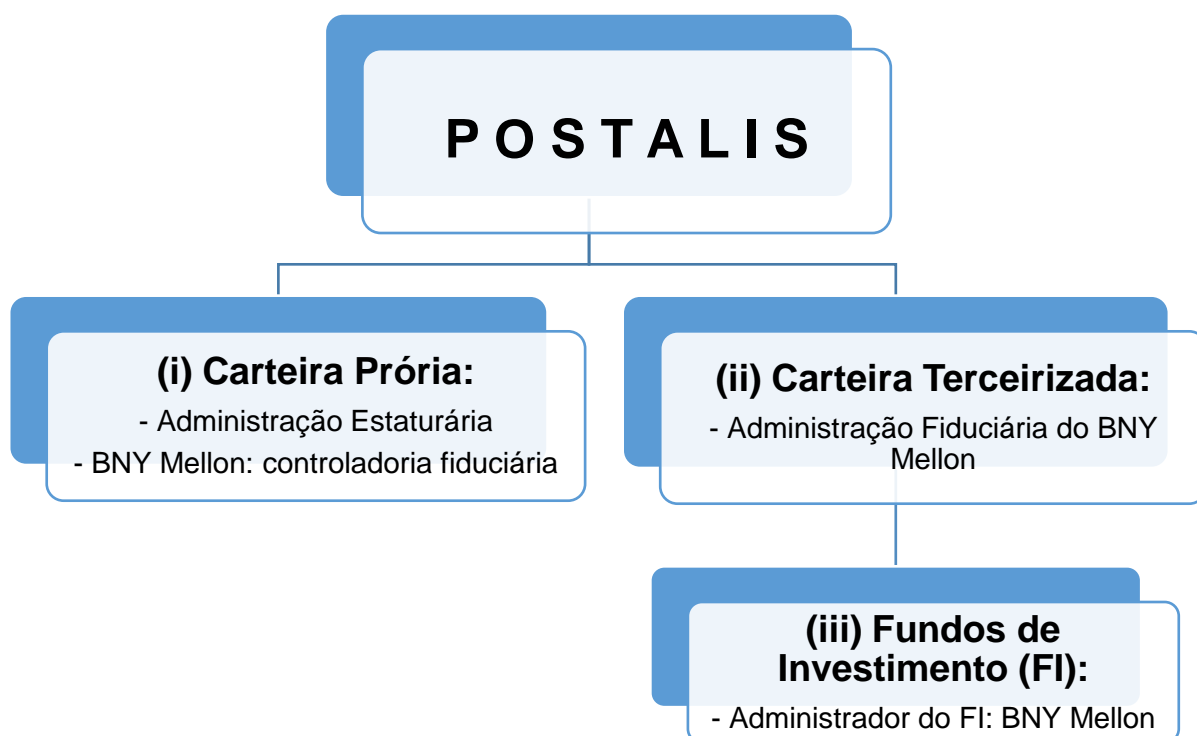 P O S T A L I S
(i) Carteira Próría:
- Administração Estaturária
- BNY Mellon: controladoria fiduciária
(ii) Carteira Terceirizada:
- Administração Fiduciária do BNY
Mellon
(iii) Fundos de
Investimento (FI):
- Administrador do FI: BNY Mellon